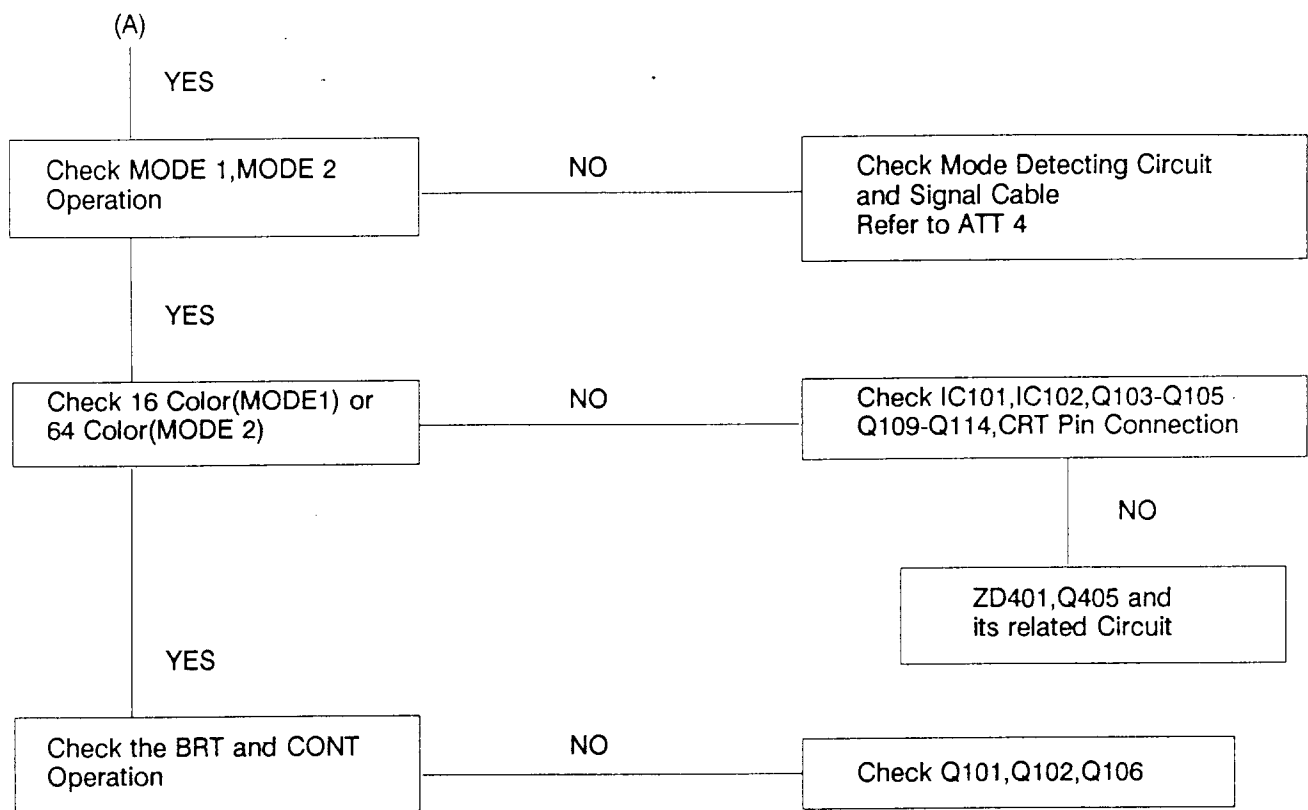 (A)
YES
Check MODE 1,MODE 2
Operation
NO
Check Mode Detecting Circuit
and Signal Cable
Refer to ATT 4
YES
Check 16 Color(MODE1) or
64 Color(MODE 2)
NO
Check IC101,IC102,Q103-Q105
Q109-Q114,CRT Pin Connection
NO
ZD401,Q405 and
its related Circuit
YES
Check the BRT and CONT
Operation
NO
Check Q101,Q102,Q106